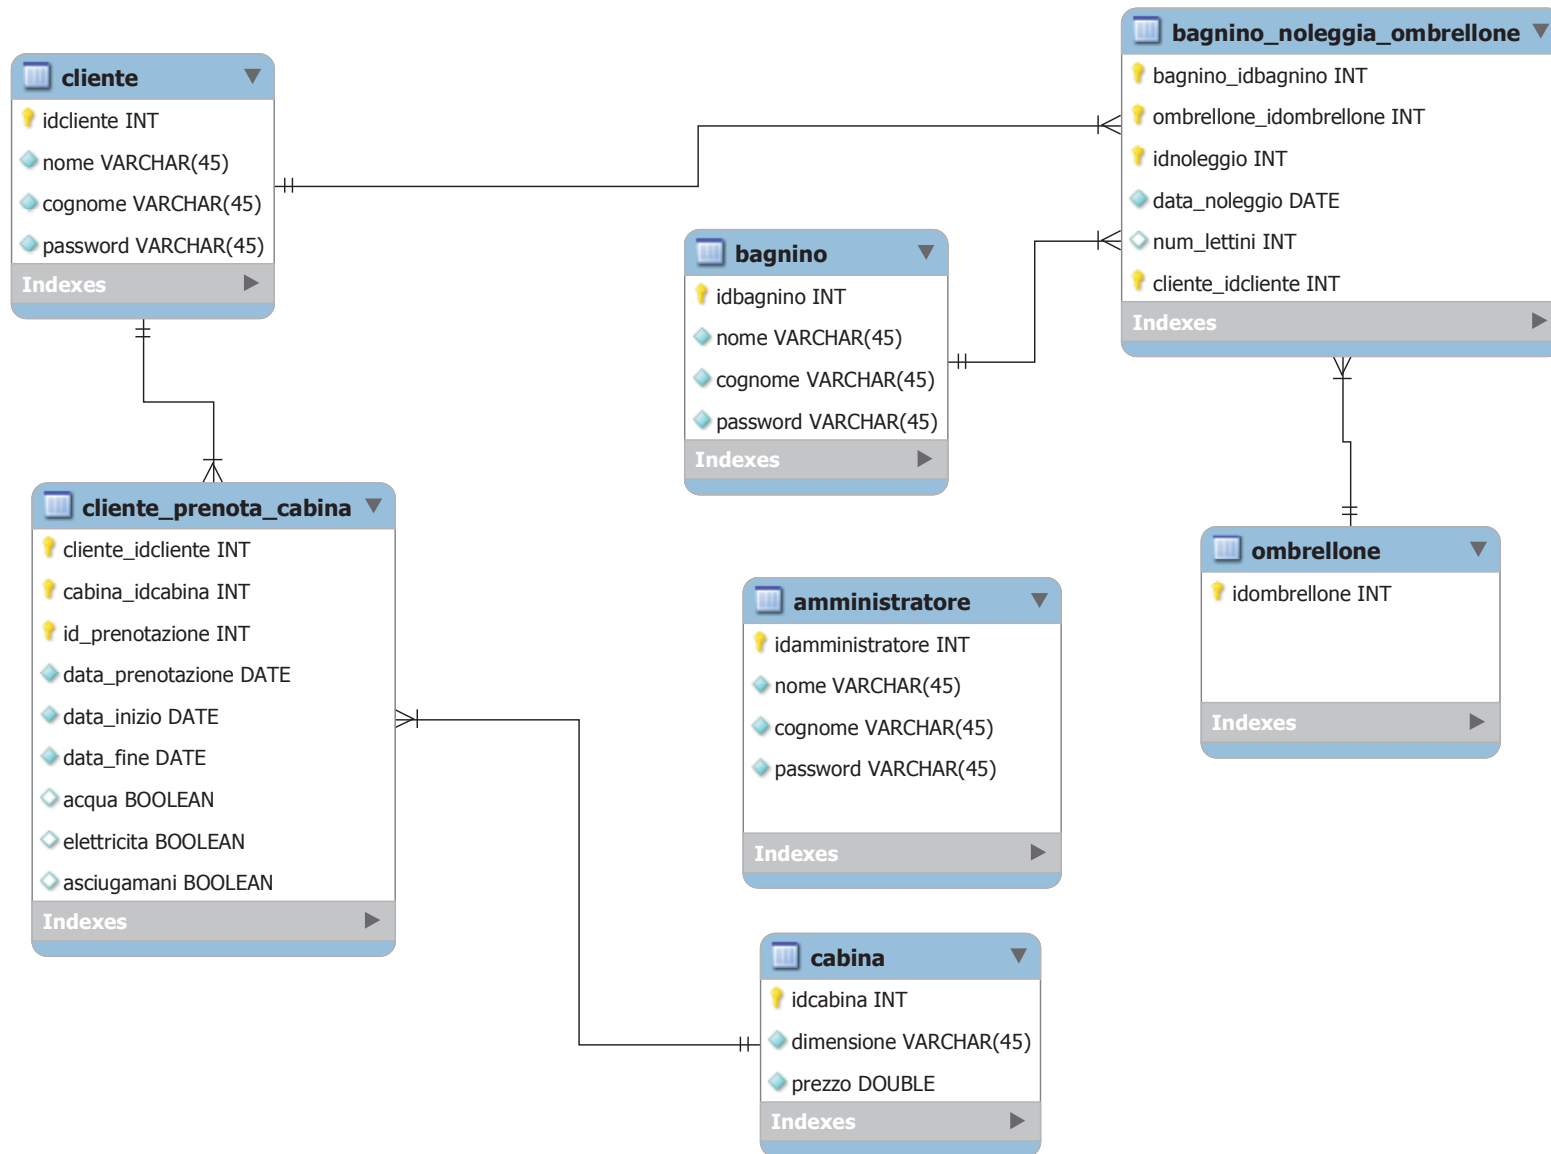 cliente
idcliente INT
nome VARCHAR(45)
cognome VARCHAR(45)
password VARCHAR(45)
Indexes
bagnino_noleggia_ombrellone
bagnino_idbagnino INT
ombrellone_idombrellone INT
idnoleggio INT
data_noleggio DATE
num_lettini INT
cliente_idcliente INT
Indexes
bagnino
idbagnino INT
nome VARCHAR(45)
cognome VARCHAR(45)
password VARCHAR(45)
Indexes
cliente_prenota_cabina
cliente_idcliente INT
cabina_idcabina INT
id_prenotazione INT
data_prenotazione DATE
data_inizio DATE
data_fine DATE
acqua BOOLEAN
elettricita BOOLEAN
asciugamani BOOLEAN
Indexes
amministratore
idamministratore INT
nome VARCHAR(45)
cognome VARCHAR(45)
password VARCHAR(45)
Indexes
ombrellone
idombrellone INT
Indexes
cabina
idcabina INT
dimensione VARCHAR(45)
prezzo DOUBLE
Indexes